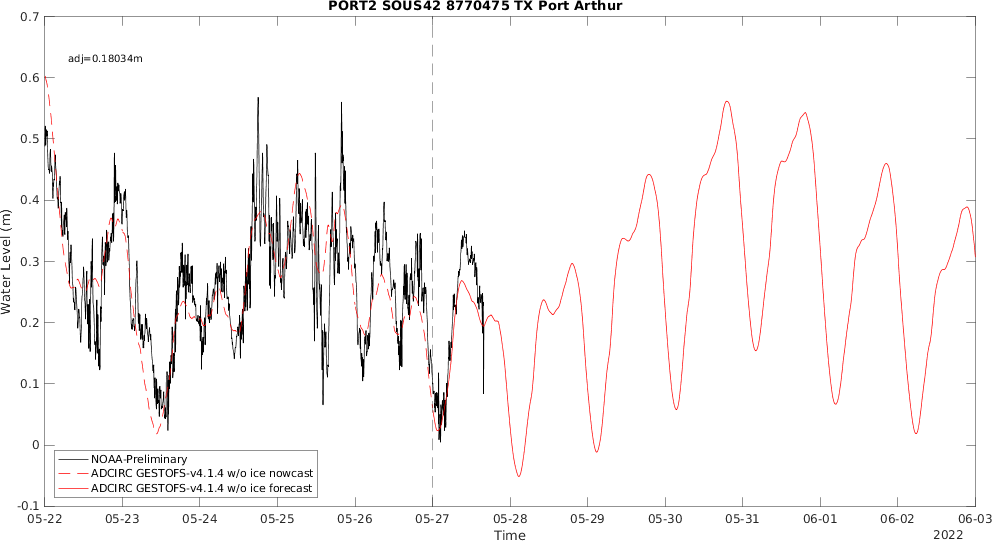 PORT2 SOUS42 8770475 TX Port Arthur
0.7
adj=0.18034m
0.6
0.5
0.4
0.3
0.2
0.1
0
-0.1
Water Level (m)
NOAA-Preliminary
ADCIRC GESTOFS-v4.1.4 w/o ice nowcast
ADCIRC GESTOFS-v4.1.4 w/o ice forecast
05-22 05-23 05-24 05-25 05-26 05-27 05-28 05-29 05-30 05-31 06-01 06-02 06-03
Time
2022